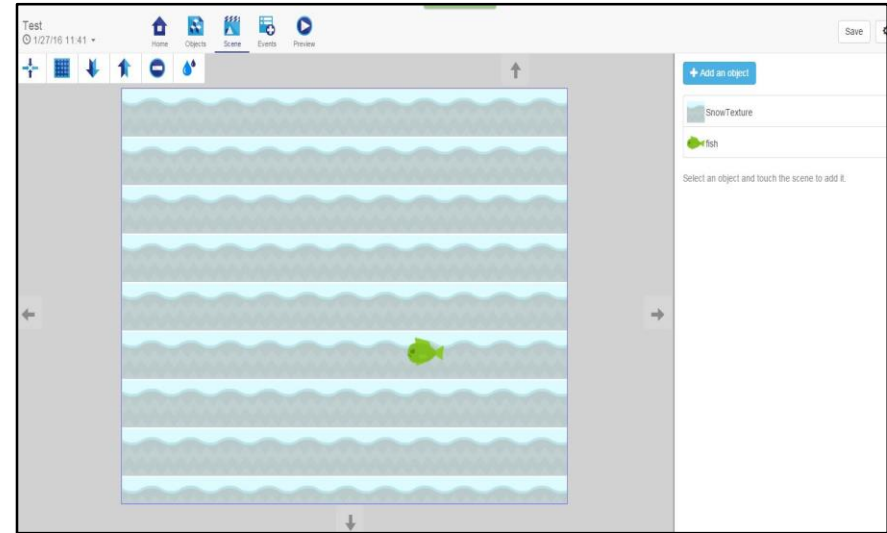 Test
1/27/16 11:41
Home Objects Scene Events Preview
Save
+ Add an object
SnowTexture
fish
Select an object and touch the scene to add it.